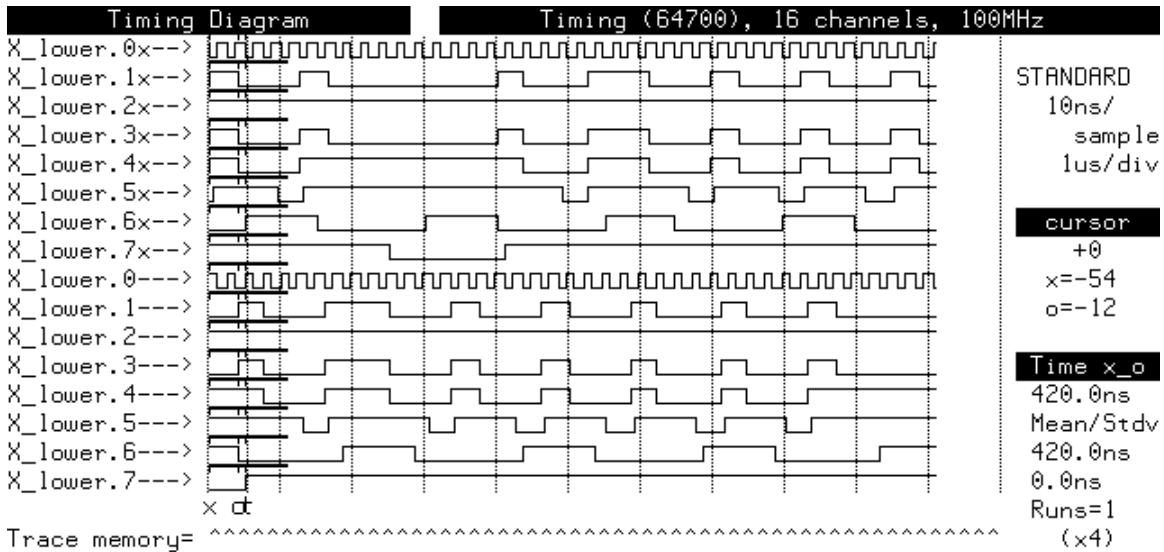 Timing Diagram
Timing (64700), 16 channels, 100MHz
X_lower.0x-->
X_lower.1x-->
X_lower.2x-->
X_lower.3x-->
X_lower.4x-->
X_lower.5x-->
X_lower.6x-->
X_lower.7x-->
X_lower.0--->
X_lower.1--->
X_lower.2--->
X_lower.3--->
X_lower.4--->
X_lower.5--->
X_lower.6--->
X_lower.7--->
x ot
Trace memory= ^^^^^^^^^^^^^^^^^^^^^^^^^^^^^^^^^^^^^^^^^^^^^^^^^^^^^^^^^^^^^^^^
STANDARD
10ns/
sample
1us/div
cursor
+0
x=-54
o=-12
Time x_o
420.0ns
Mean/Stdv
420.0ns
0.0ns
Runs=1
(x4)